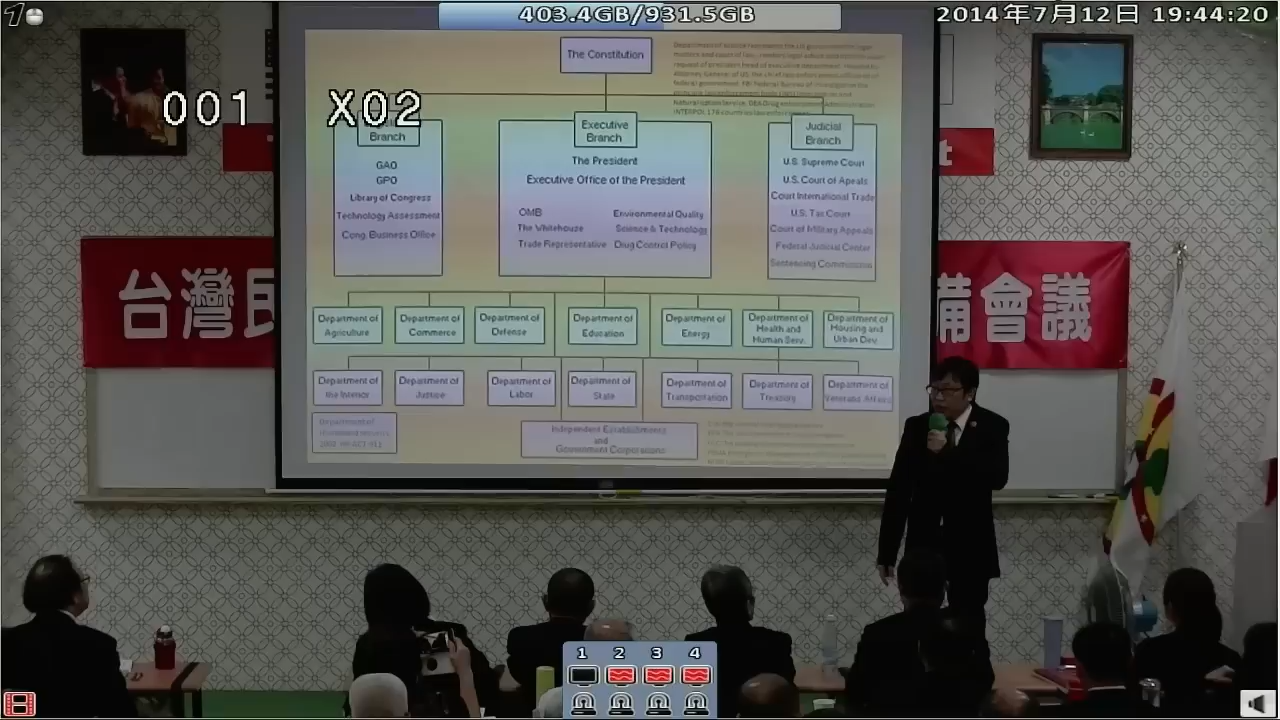 403.4GB/931.5GB
2014年7月12日 19:44:20
001 X02
The Constitution
Branch
GAO
GPO
Library of Congress
Technology Assessment
Cong. Business Office
Executive
Branch
The President
Executive Office of the President
OMB
The Whitehouse
Trade Representative
Environmental Quality
Science & Technology
Drug Control Policy
Judicial
Branch
U.S. Supreme Court
U.S. Court of Apeals
Court International Trade
U.S. Tax Court
Court of Military Appeals
Federal Judicial Center
Sentencing Commission
t
台灣民
備會議
Department of
Agriculture
Department of
Commerce
Department of
Defense
Department of
Education
Department of
Energy
Department of
Health and
Human Serv.
Department of
Housing and
Urban Dev.
Department of
the Interior
Department of
Justice
Department of
Labor
Department of
State
Department of
Transportation
Department of
Treasury
Department of
Veterans Affairs
Department of
Independent Establishments
and
Government Corporations
1 2 3 4